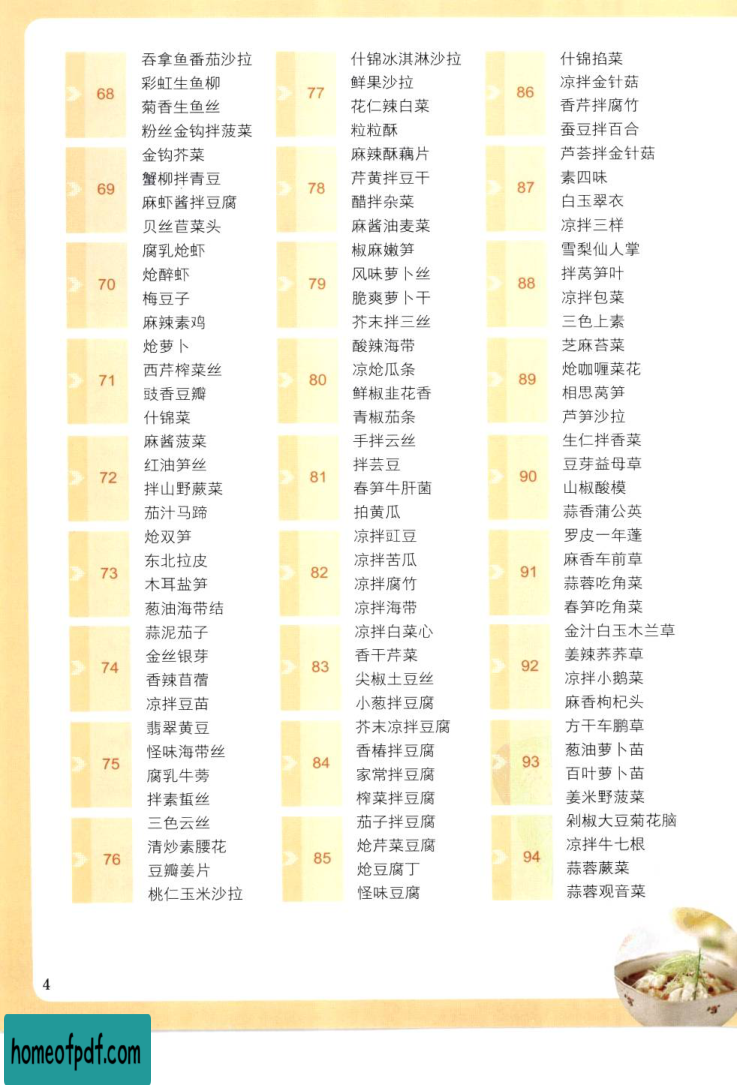 68
吞拿鱼番茄沙拉
彩虹生鱼柳
菊香生鱼丝
粉丝金钩拌菠菜
69
金钩芥菜
蟹柳拌青豆
麻虾酱拌豆腐
贝丝苣菜头
70
腐乳炝虾
炝醉虾
梅豆子
麻辣素鸡
71
炝萝卜
西芹榨菜丝
豉香豆瓣
什锦菜
72
麻酱菠菜
红油笋丝
拌山野蕨菜
茄汁马蹄
73
炝双笋
东北拉皮
木耳盐笋
葱油海带结
74
蒜泥茄子
金丝银芽
香辣苜蓿
凉拌豆苗
75
翡翠黄豆
怪味海带丝
腐乳牛蒡
拌素蜇丝
76
三色云丝
清炒素腰花
豆瓣姜片
桃仁玉米沙拉
77
什锦冰淇淋沙拉
鲜果沙拉
花仁辣白菜
粒粒酥
78
麻辣酥藕片
芹黄拌豆干
醋拌杂菜
麻酱油麦菜
79
椒麻嫩笋
风味萝卜丝
脆爽萝卜干
芥末拌三丝
80
酸辣海带
凉炝瓜条
鲜椒韭花香
青椒茄条
81
手拌云丝
拌芸豆
春笋牛肝菌
拍黄瓜
82
凉拌豇豆
凉拌苦瓜
凉拌腐竹
凉拌海带
83
凉拌白菜心
香干芹菜
尖椒土豆丝
小葱拌豆腐
84
芥末凉拌豆腐
香椿拌豆腐
家常拌豆腐
榨菜拌豆腐
85
茄子拌豆腐
炝芹菜豆腐
炝豆腐丁
怪味豆腐
86
什锦掐菜
凉拌金针菇
香芹拌腐竹
蚕豆拌百合
87
芦荟拌金针菇
素四味
白玉翠衣
凉拌三样
88
雪梨仙人掌
拌莴笋叶
凉拌包菜
三色上素
89
芝麻苔菜
炝咖喱菜花
相思莴笋
芦笋沙拉
90
生仁拌香菜
豆芽益母草
山椒酸模
蒜香蒲公英
91
罗皮一年蓬
麻香车前草
蒜蓉吃角菜
春笋吃角菜
92
金汁白玉木兰草
姜辣荞荞草
凉拌小鹅菜
麻香枸杞头
93
方干车鹏草
葱油萝卜苗
百叶萝卜苗
姜米野菠菜
94
剁椒大豆菊花脑
凉拌牛七根
蒜蓉蕨菜
蒜蓉观音菜
4
homeofpdf.com